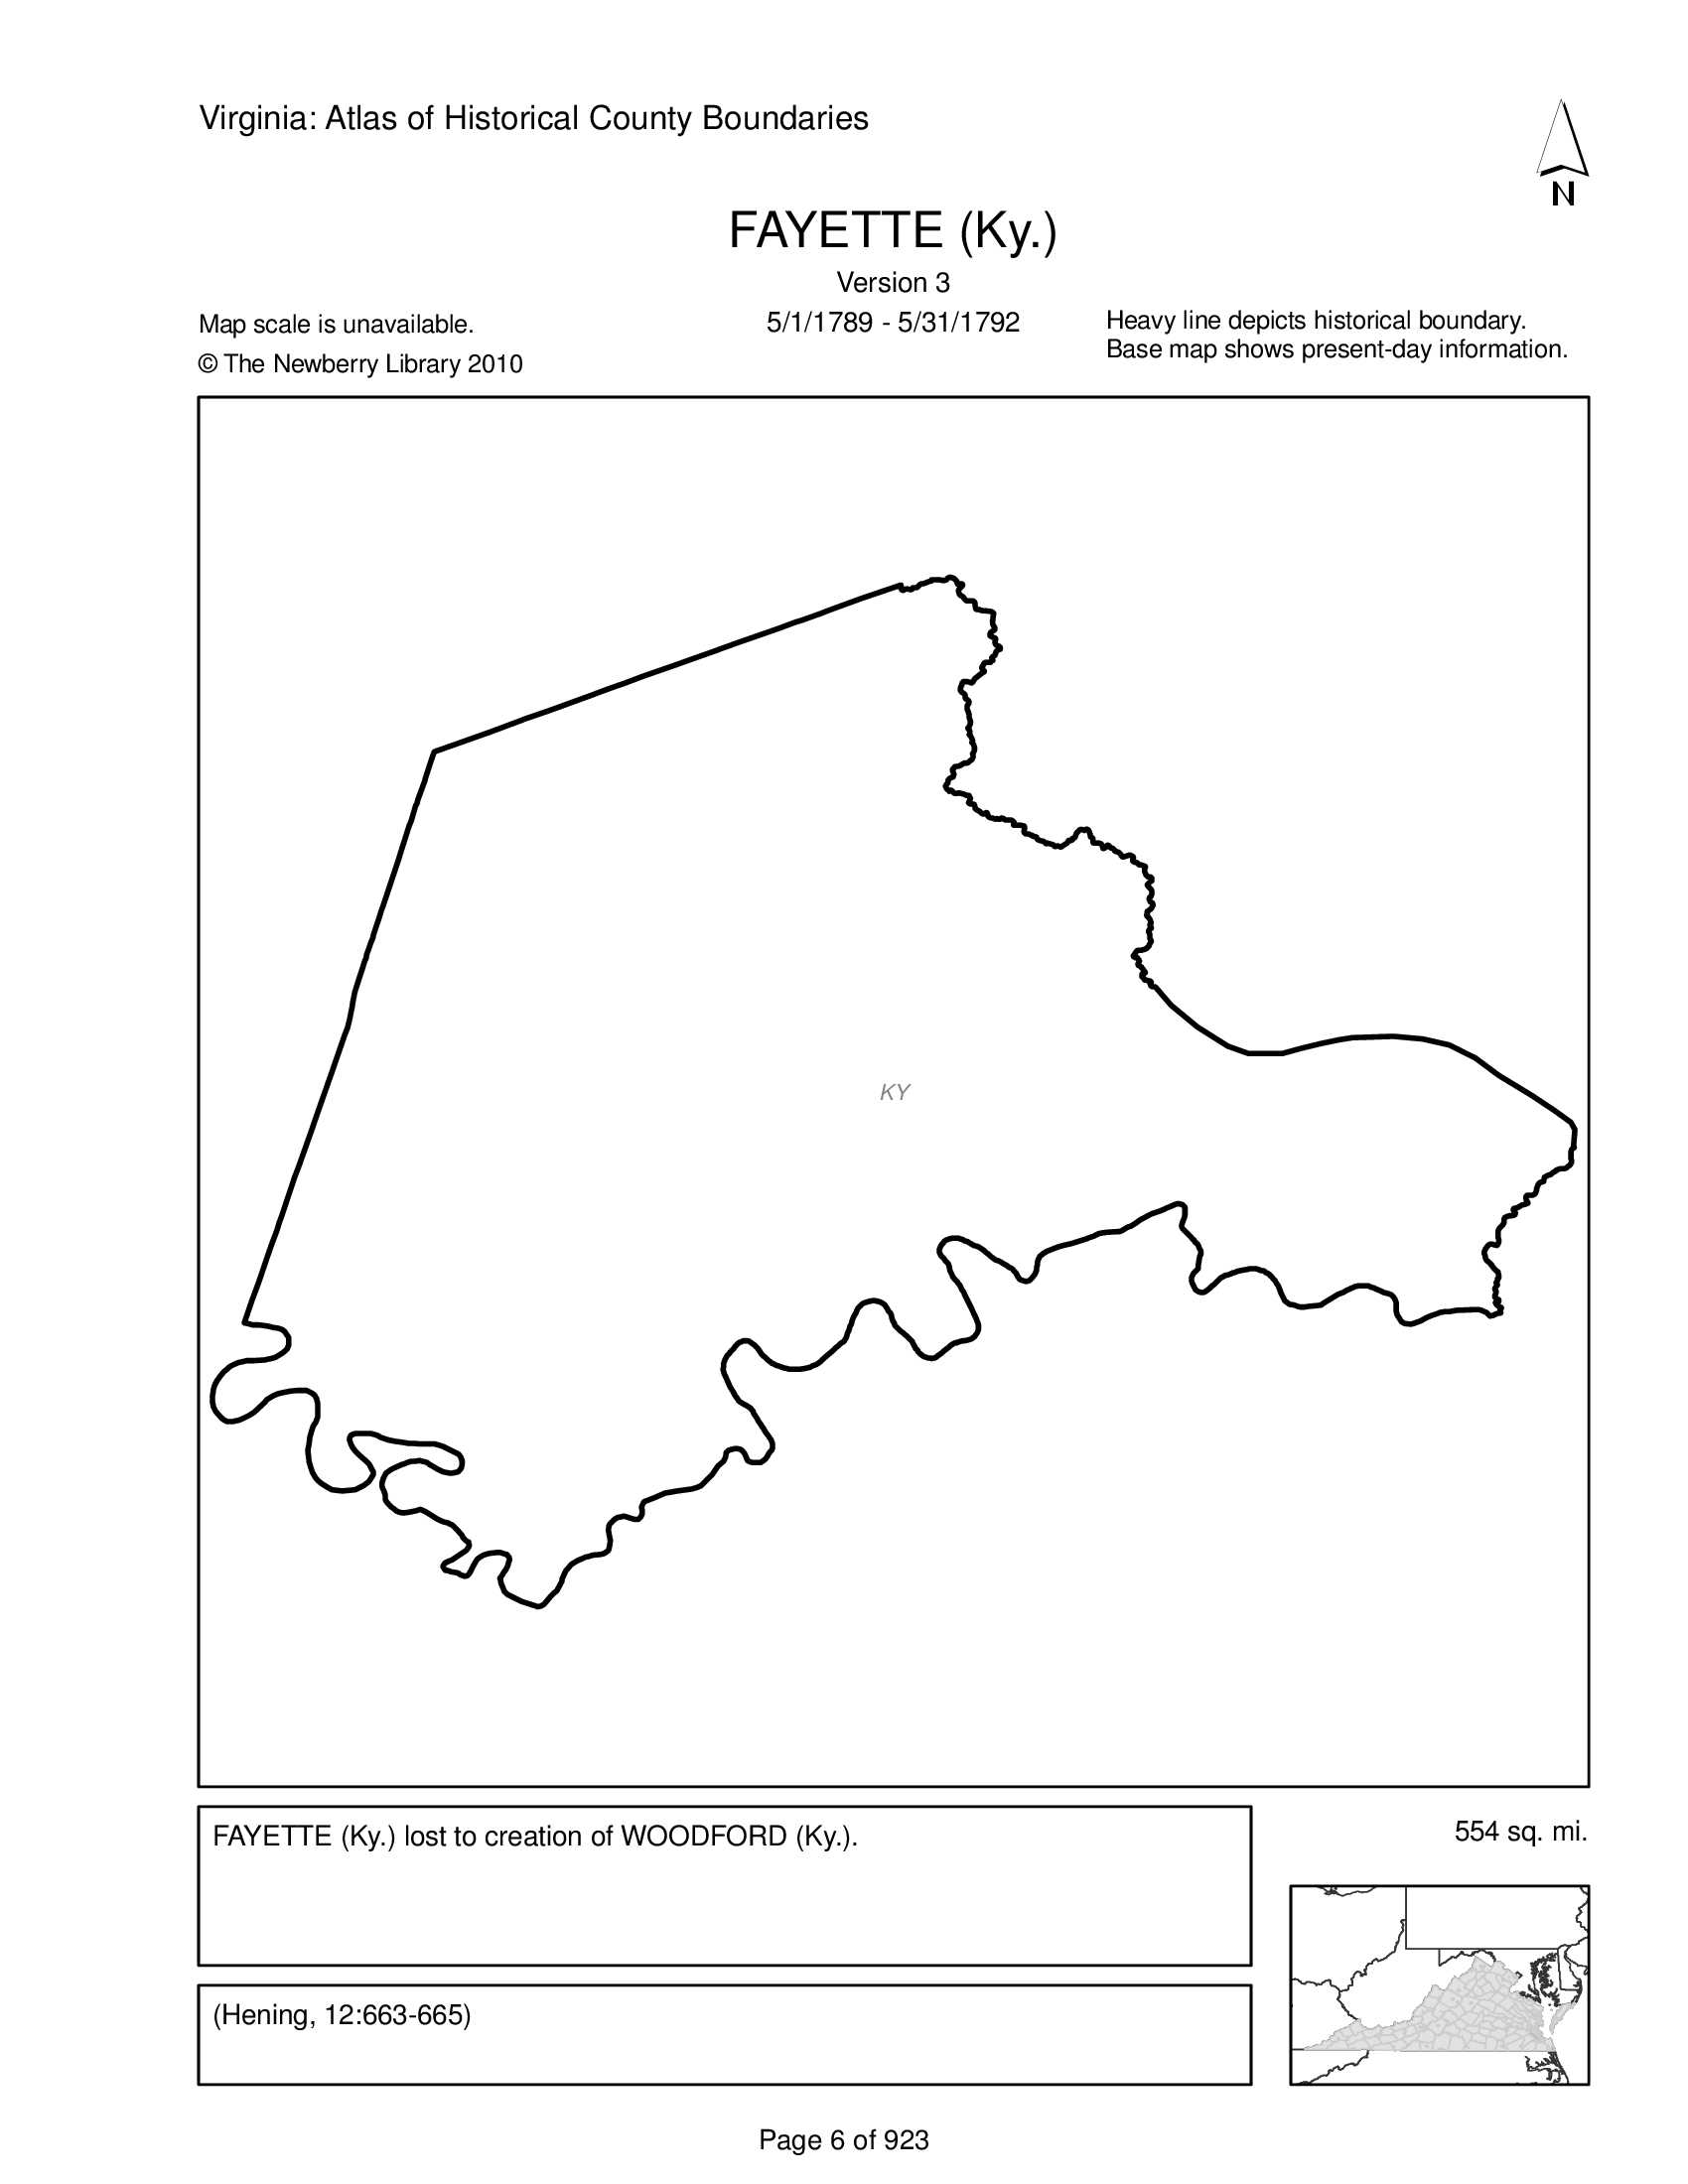 Virginia: Atlas of Historical County Boundaries
N
FAYETTE (Ky.)
Version 3
5/1/1789 - 5/31/1792
Map scale is unavailable.
© The Newberry Library 2010
Heavy line depicts historical boundary.
Base map shows present-day information.
KY
FAYETTE (Ky.) lost to creation of WOODFORD (Ky.).
554 sq. mi.
(Hening, 12:663-665)
Page 6 of 923